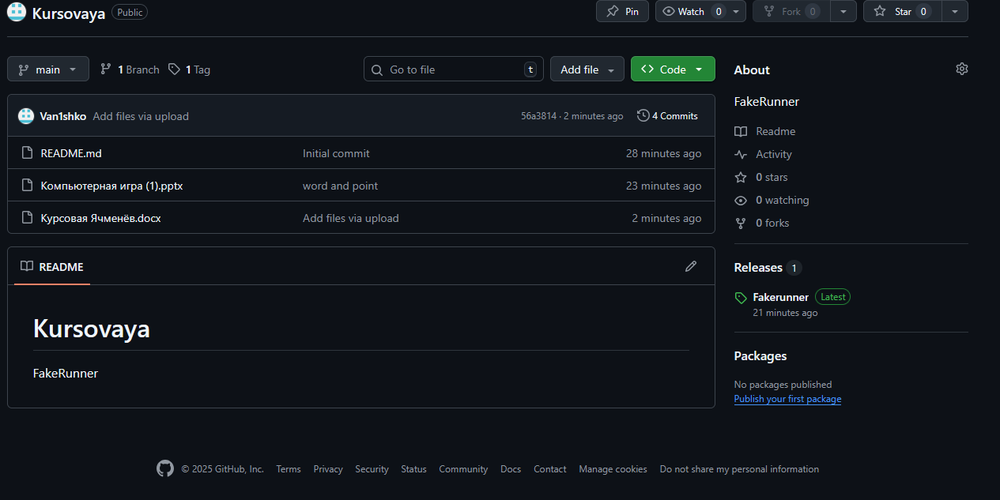 Kursovaya Public Pin Watch 0 Fork 0 Star 0
main 1 Branch 1 Tag Go to file t Add file Code
Van1shko Add files via upload 56a3814 · 2 minutes ago 4 Commits
README.md Initial commit 28 minutes ago
Компьютерная игра (1).pptx word and point 23 minutes ago
Курсовая Ячменёв.docx Add files via upload 2 minutes ago
README
Kursovaya
FakeRunner
About
FakeRunner
Readme
Activity
0 stars
0 watching
0 forks
Releases 1
Fakerunner Latest
21 minutes ago
Packages
No packages published
Publish your first package
© 2025 GitHub, Inc. Terms Privacy Security Status Community Docs Contact Manage cookies Do not share my personal information